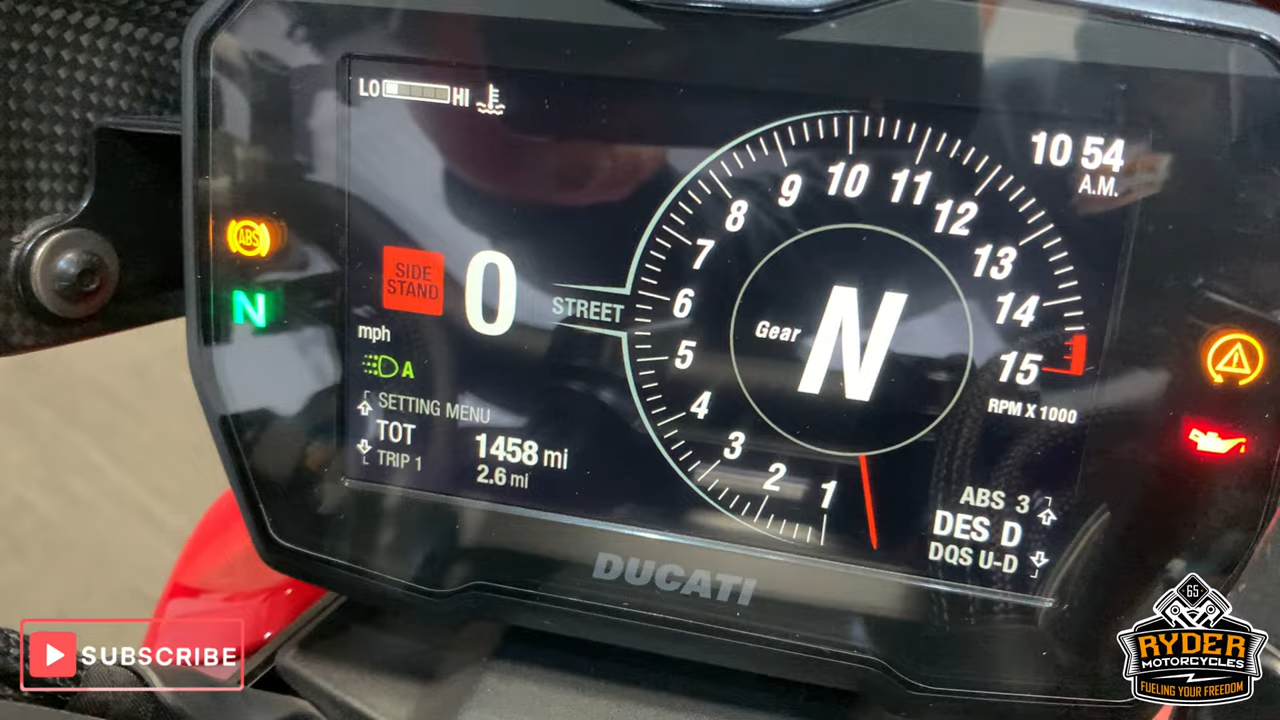 LO HI
10 54
A.M.
ABS
N
SIDE
STAND
0
mph
A
STREET
SETTING MENU
TOT
TRIP 1
1458 mi
2.6 mi
1
2
3
4
5
6
7
8
9
10
11
12
13
14
15
RPM X 1000
Gear N
ABS 3
DES D
DQS U-D
DUCATI
SUBSCRIBE
65
RYDER
MOTORCYCLES
FUELING YOUR FREEDOM